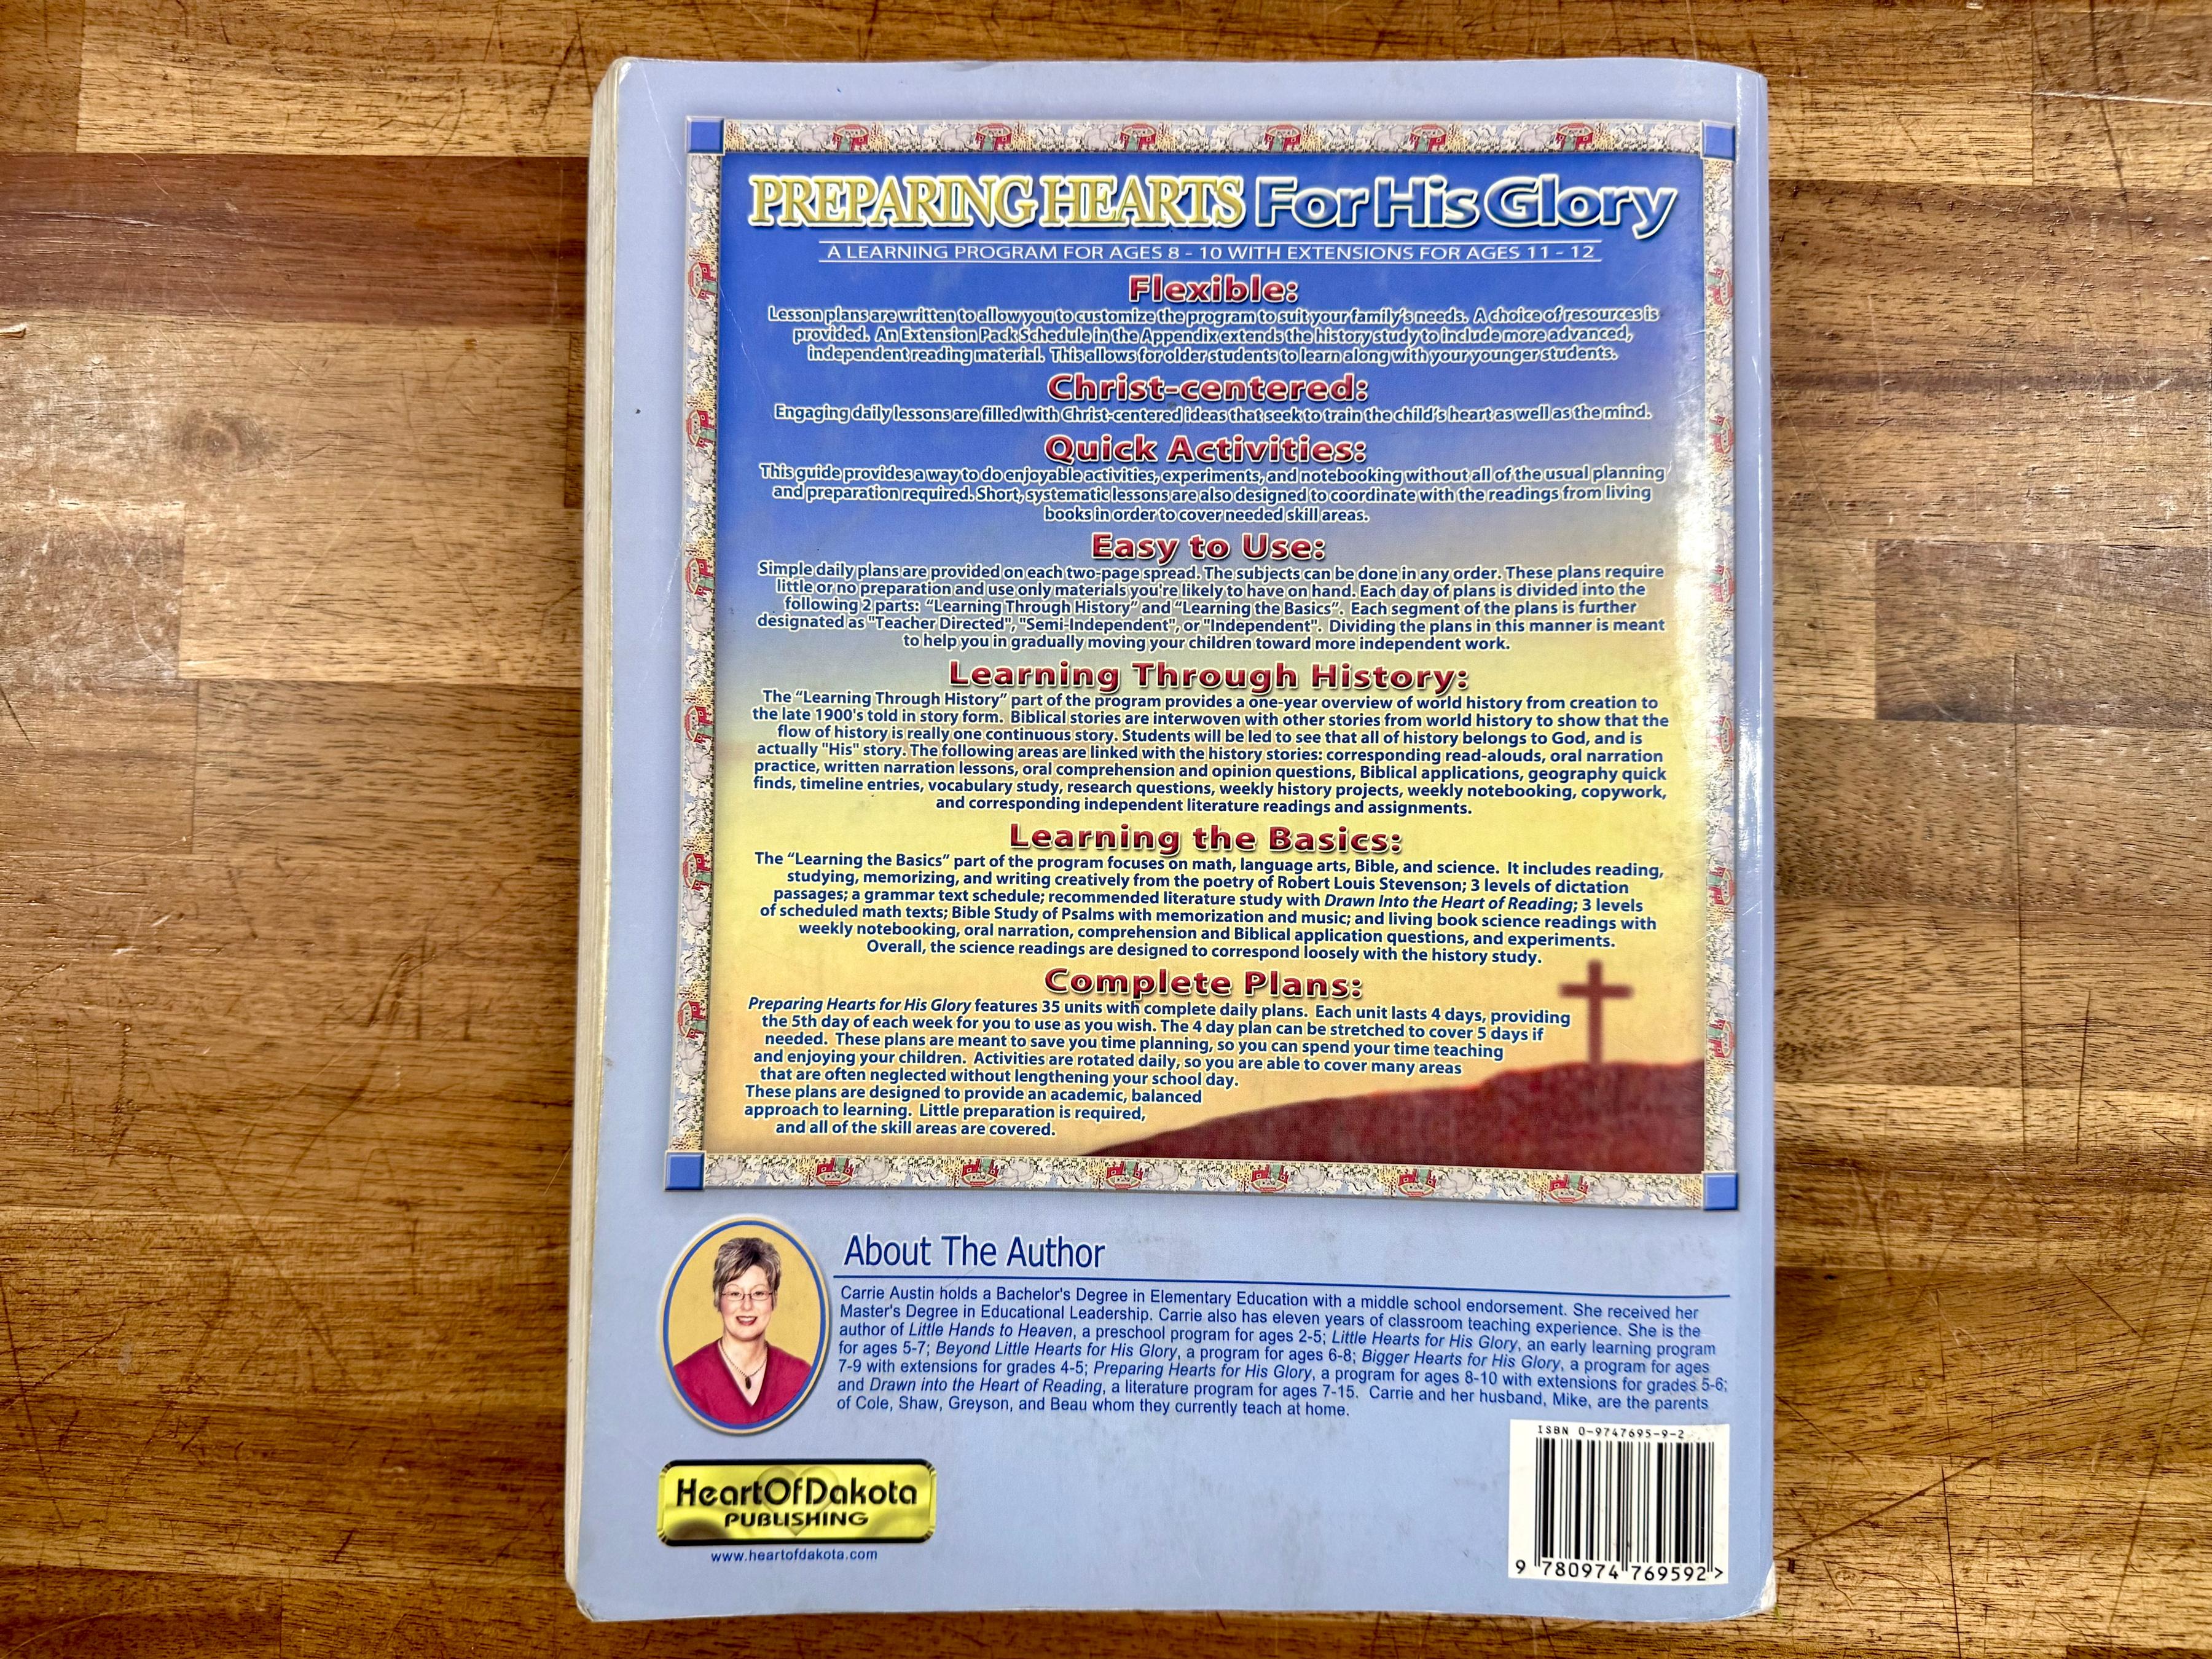 PREPARING HEARTS For His Glory
A LEARNING PROGRAM FOR AGES 8 - 10 WITH EXTENSIONS FOR AGES 11 - 12
Flexible:
Lesson plans are written to allow you to customize the program to suit your family's needs. A choice of resources is
provided. An Extension Pack Schedule in the Appendix extends the history study to include more advanced,
independent reading material. This allows for older students to learn along with your younger students.
Christ-centered:
Engaging daily lessons are filled with Christ-centered ideas that seek to train the child's heart as well as the mind.
Quick Activities:
This guide provides a way to do enjoyable activities, experiments, and notebooking without all of the usual planning
and preparation required. Short, systematic lessons are also designed to coordinate with the readings from living
books in order to cover needed skill areas.
Easy to Use:
Simple daily plans are provided on each two-page spread. The subjects can be done in any order. These plans require
little or no preparation and use only materials you're likely to have on hand. Each day of plans is divided into the
following 2 parts: “Learning Through History” and “Learning the Basics”. Each segment of the plans is further
designated as "Teacher Directed", "Semi-Independent", or "Independent". Dividing the plans in this manner is meant
to help you in gradually moving your children toward more independent work.
Learning Through History:
The “Learning Through History” part of the program provides a one-year overview of world history from creation to
the late 1900's told in story form. Biblical stories are interwoven with other stories from world history to show that the
flow of history is really one continuous story. Students will be led to see that all of history belongs to God, and is
actually "His" story. The following areas are linked with the history stories: corresponding read-alouds, oral narration
practice, written narration lessons, oral comprehension and opinion questions, Biblical applications, geography quick
finds, timeline entries, vocabulary study, research questions, weekly history projects, weekly notebooking, copywork,
and corresponding independent literature readings and assignments.
Learning the Basics:
The “Learning the Basics” part of the program focuses on math, language arts, Bible, and science. It includes reading,
studying, memorizing, and writing creatively from the poetry of Robert Louis Stevenson; 3 levels of dictation
passages; a grammar text schedule; recommended literature study with Drawn Into the Heart of Reading; 3 levels
of scheduled math texts; Bible Study of Psalms with memorization and music; and living book science readings with
weekly notebooking, oral narration, comprehension and Biblical application questions, and experiments.
Overall, the science readings are designed to correspond loosely with the history study.
Complete Plans:
Preparing Hearts for His Glory features 35 units with complete daily plans. Each unit lasts 4 days, providing
the 5th day of each week for you to use as you wish. The 4 day plan can be stretched to cover 5 days if
needed. These plans are meant to save you time planning, so you can spend your time teaching
and enjoying your children. Activities are rotated daily, so you are able to cover many areas
that are often neglected without lengthening your school day.
These plans are designed to provide an academic, balanced
approach to learning. Little preparation is required,
and all of the skill areas are covered.
About The Author
Carrie Austin holds a Bachelor's Degree in Elementary Education with a middle school endorsement. She received her
Master's Degree in Educational Leadership. Carrie also has eleven years of classroom teaching experience. She is the
author of Little Hands to Heaven, a preschool program for ages 2-5; Little Hearts for His Glory, an early learning program
for ages 5-7; Beyond Little Hearts for His Glory, a program for ages 6-8; Bigger Hearts for His Glory, a program for ages
7-9 with extensions for grades 4-5; Preparing Hearts for His Glory, a program for ages 8-10 with extensions for grades 5-6;
and Drawn into the Heart of Reading, a literature program for ages 7-15. Carrie and her husband, Mike, are the parents
of Cole, Shaw, Greyson, and Beau whom they currently teach at home.
ISBN 0-9747695-9-2
9 780974 769592 >
HeartOfDakota
PUBLISHING
www.heartofdakota.com